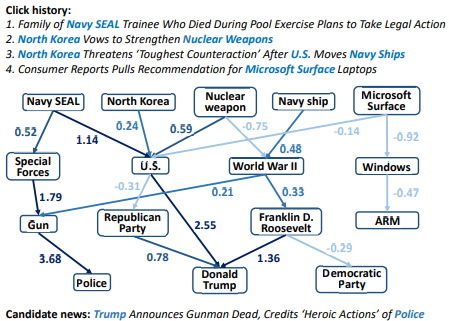 Click history:
1. Family of Navy SEAL Trainee Who Died During Pool Exercise Plans to Take Legal Action
2. North Korea Vows to Strengthen Nuclear Weapons
3. North Korea Threatens ‘Toughest Counteraction’ After U.S. Moves Navy Ships
4. Consumer Reports Pulls Recommendation for Microsoft Surface Laptops
Navy SEAL North Korea Nuclear weapon Navy ship Microsoft Surface
0.52 1.14 0.24 0.59 -0.75 0.48 -0.14 -0.92
Special Forces U.S. World War II Windows
1.79 -0.31 0.21 0.33 -0.47
Gun Republican Party 2.55 Franklin D. Roosevelt ARM
3.68 0.78 1.36 -0.29
Police Donald Trump Democratic Party
Candidate news: Trump Announces Gunman Dead, Credits ‘Heroic Actions’ of Police